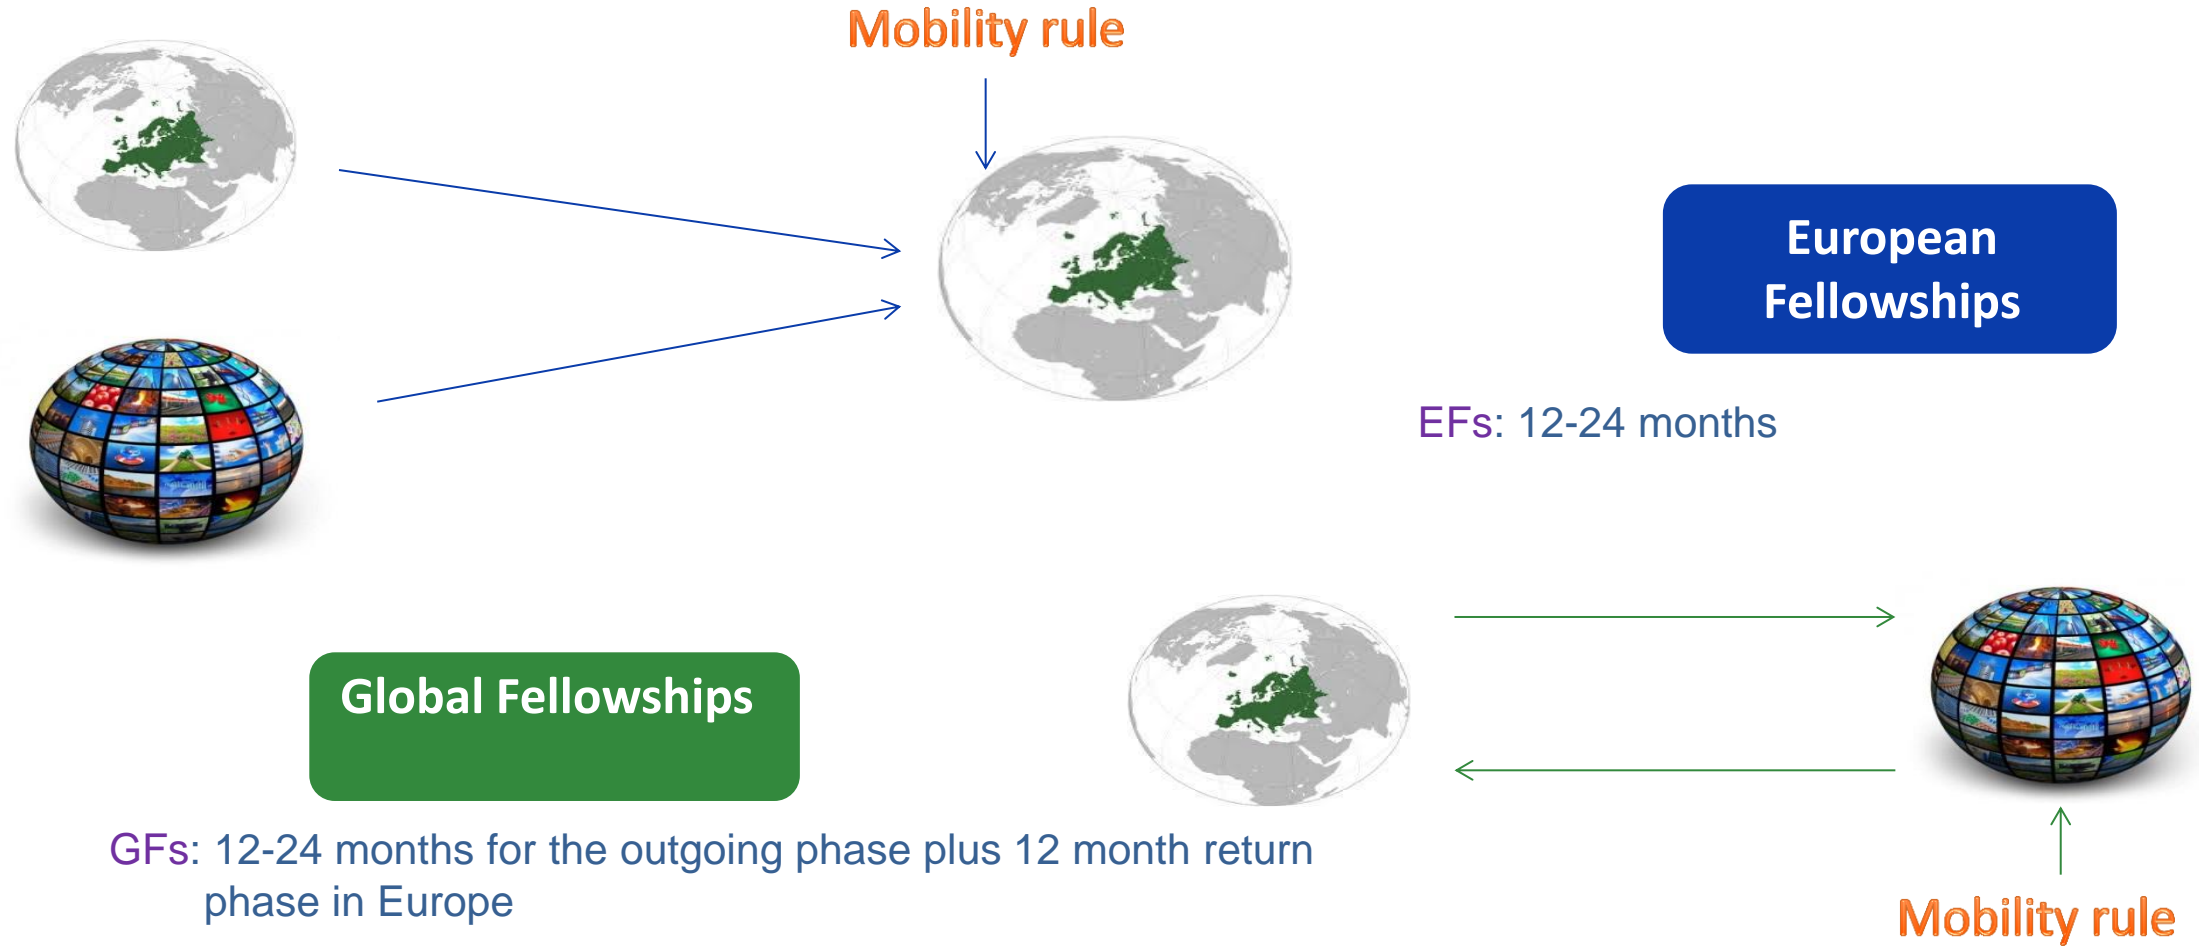 Mobility rule
European
Fellowships
EFs: 12-24 months
Global Fellowships
GFs: 12-24 months for the outgoing phase plus 12 month return
phase in Europe
Mobility rule